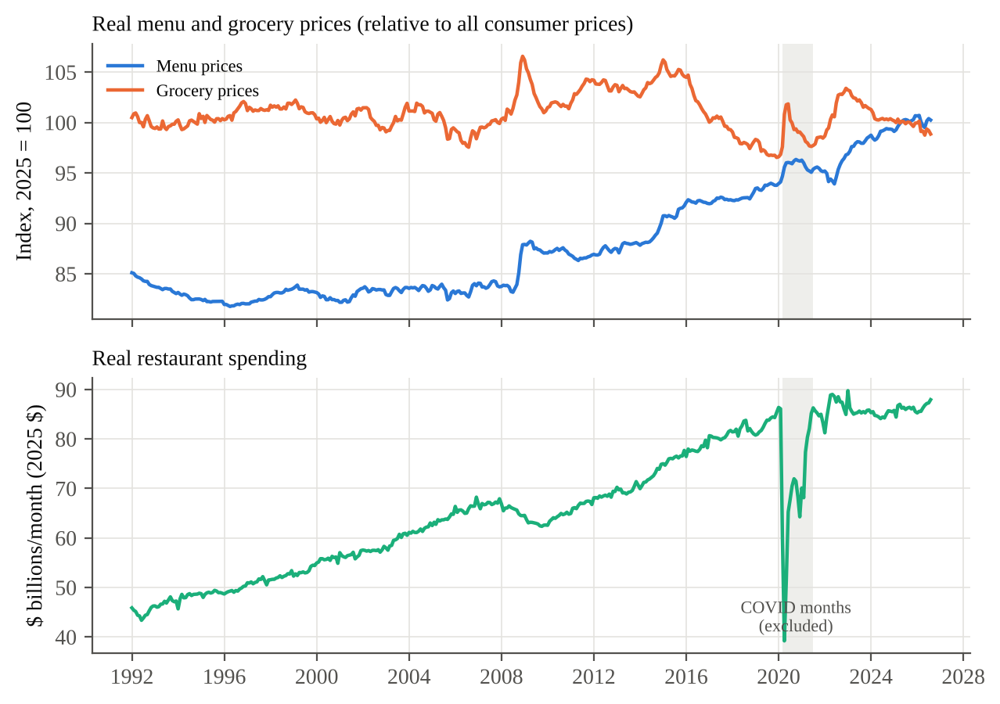 Real menu and grocery prices (relative to all consumer prices)
Menu prices
Grocery prices
105
100
95
90
85
Index, 2025 = 100
Real restaurant spending
90
80
70
60
50
40
$ billions/month (2025 $)
COVID months
(excluded)
1992 1996 2000 2004 2008 2012 2016 2020 2024 2028